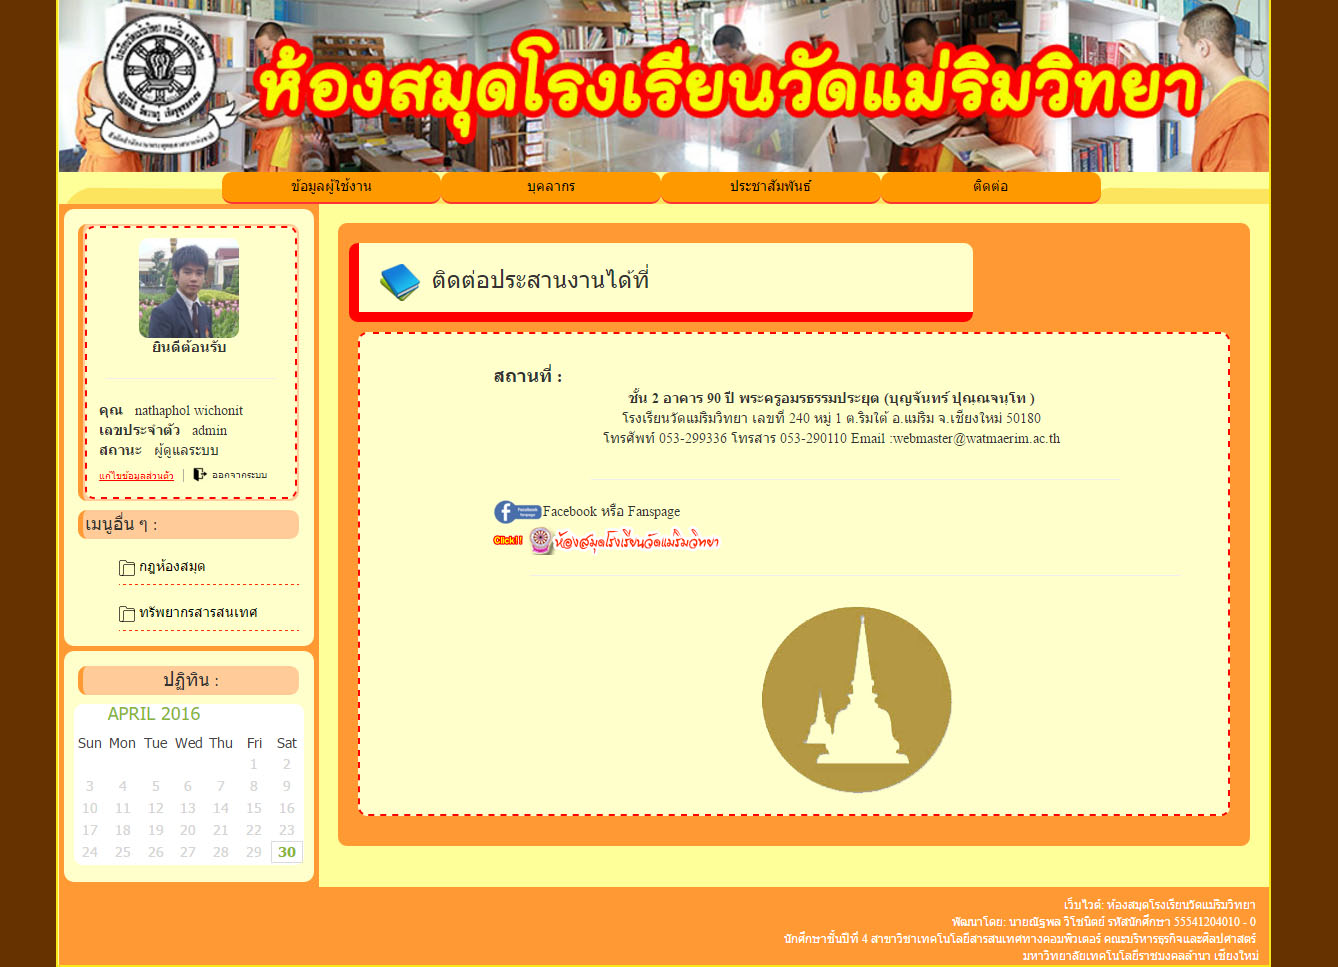 ห้องสมุดโรงเรียนวัดแม่ริมวิทยา
ข้อมูลผู้ใช้งาน บุคลากร ประชาสัมพันธ์ ติดต่อ
ยินดีต้อนรับ
คุณ nathaphol wichonit
เลขประจำตัว admin
สถานะ ผู้ดูแลระบบ
แก้ไขข้อมูลส่วนตัว | ออกจากระบบ
เมนูอื่น ๆ :
กฎห้องสมุด
ทรัพยากรสารสนเทศ
ปฏิทิน :
APRIL 2016
Sun Mon Tue Wed Thu Fri Sat
1 2
3 4 5 6 7 8 9
10 11 12 13 14 15 16
17 18 19 20 21 22 23
24 25 26 27 28 29 30
ติดต่อประสานงานได้ที่
สถานที่ :
ชั้น 2 อาคาร 90 ปี พระครูอมรธรรมประยุต (บุญจันทร์ ปุณฺณจนฺโท )
โรงเรียนวัดแม่ริมวิทยา เลขที่ 240 หมู่ 1 ต.ริมใต้ อ.แม่ริม จ.เชียงใหม่ 50180
โทรศัพท์ 053-299336 โทรสาร 053-290110 Email :webmaster@watmaerim.ac.th
Facebook fanpage Facebook หรือ Fanspage
Click!! ห้องสมุดโรงเรียนวัดแม่ริมวิทยา
เว็บไวต์: ห้องสมุดโรงเรียนวัดแม่ริมวิทยา
พัฒนาโดย: นายณัฐพล วิโชนิตย์ รหัสนักศึกษา 55541204010 - 0
นักศึกษาชั้นปีที่ 4 สาขาวิชาเทคโนโลยีสารสนเทศทางคอมพิวเตอร์ คณะบริหารธุรกิจและศิลปศาสตร์
มหาวิทยาลัยเทคโนโลยีราชมงคลล้านนา เชียงใหม่